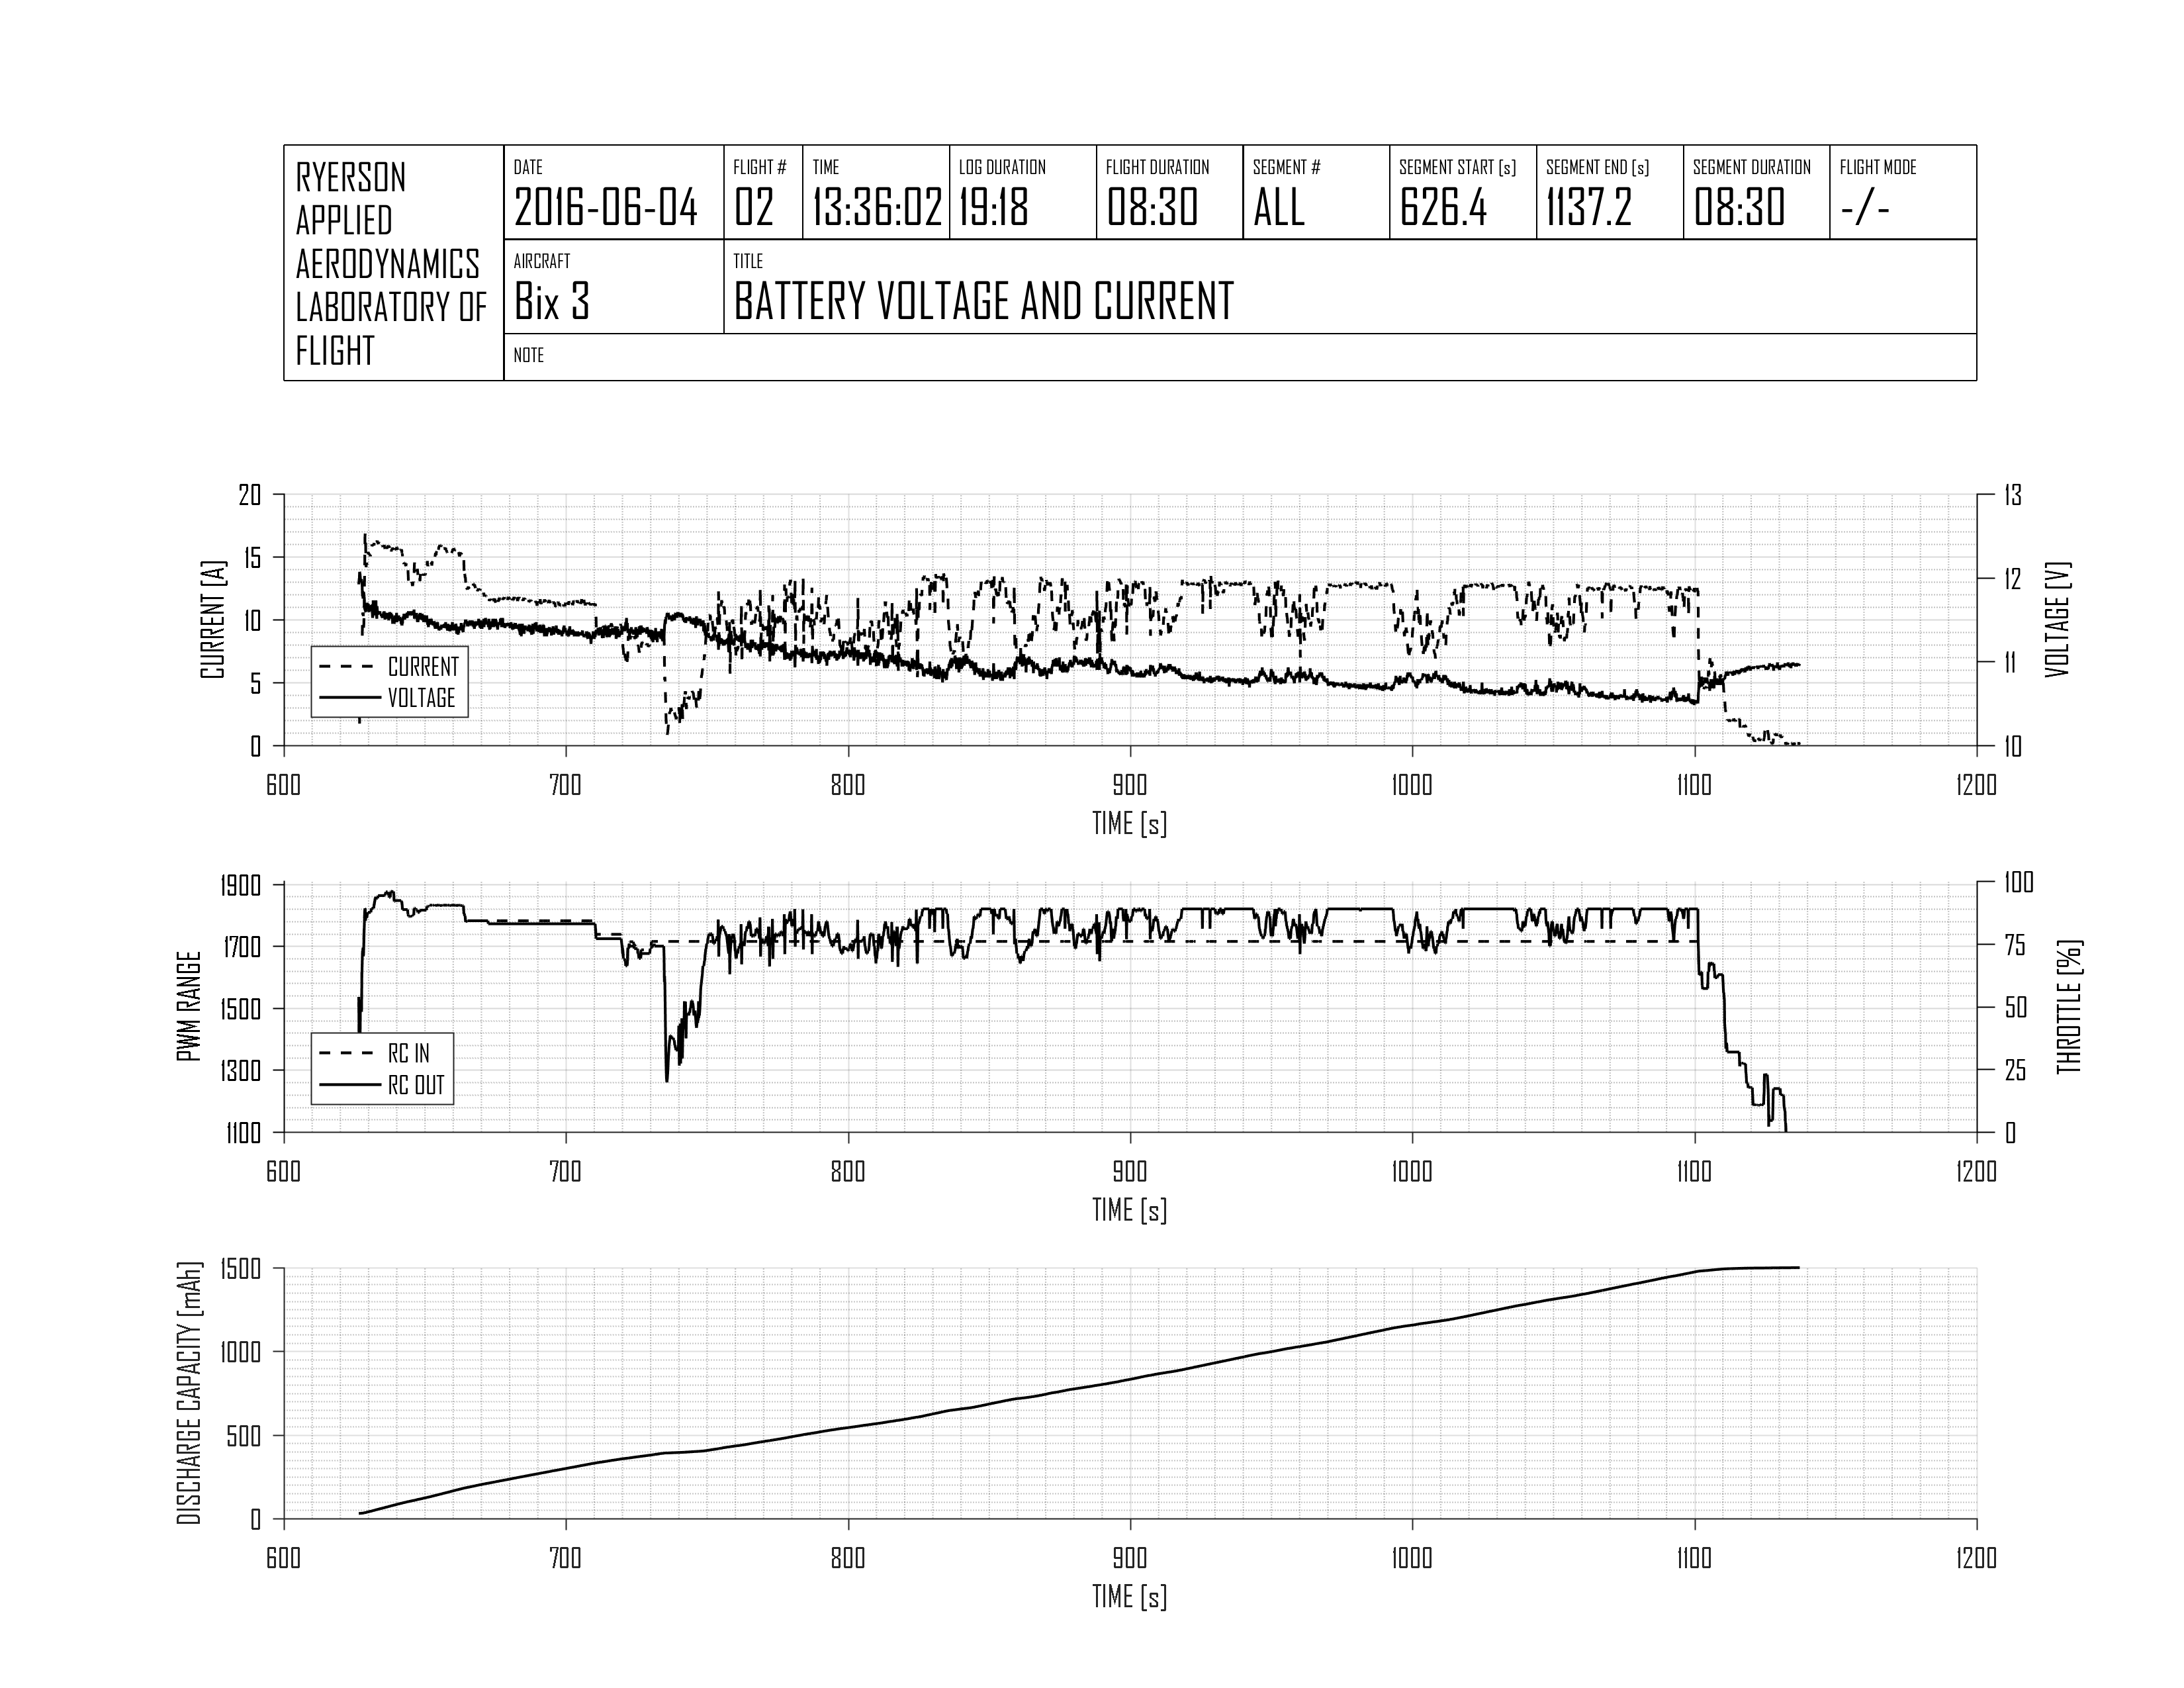 RYERSON
APPLIED
AERODYNAMICS
LABORATORY OF
FLIGHT
DATE
2016-06-04
FLIGHT #
02
TIME
13:36:02
LOG DURATION
19:18
FLIGHT DURATION
08:30
SEGMENT #
ALL
SEGMENT START [s]
626.4
SEGMENT END [s]
1137.2
SEGMENT DURATION
08:30
FLIGHT MODE
-/-
AIRCRAFT
Bix 3
TITLE
BATTERY VOLTAGE AND CURRENT
NOTE
CURRENT [A]
20
15
10
5
0
CURRENT
VOLTAGE
13
12
11
10
VOLTAGE [V]
600 700 800 900 1000 1100 1200
TIME [s]
PWM RANGE
1900
1700
1500
1300
1100
RC IN
RC OUT
100
75
50
25
0
THROTTLE [%]
600 700 800 900 1000 1100 1200
TIME [s]
DISCHARGE CAPACITY [mAh]
1500
1000
500
0
600 700 800 900 1000 1100 1200
TIME [s]